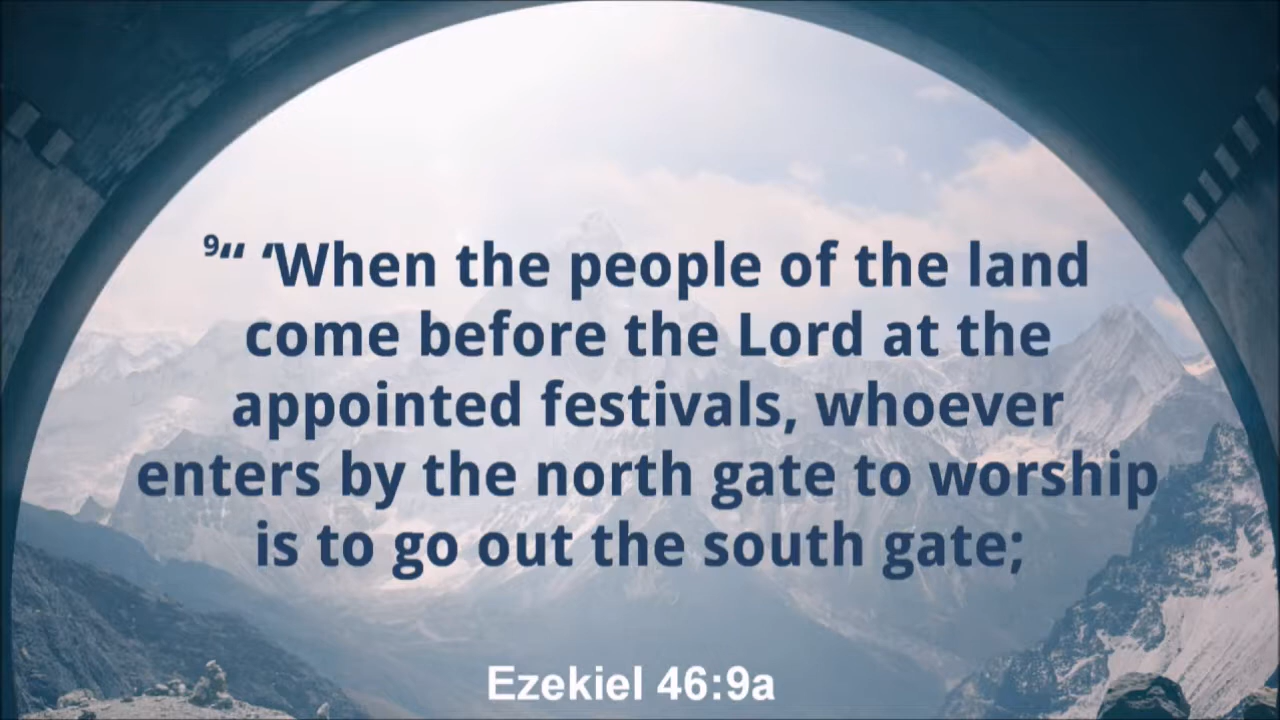 ⁹“ ‘When the people of the land
come before the Lord at the
appointed festivals, whoever
enters by the north gate to worship
is to go out the south gate;
Ezekiel 46:9a